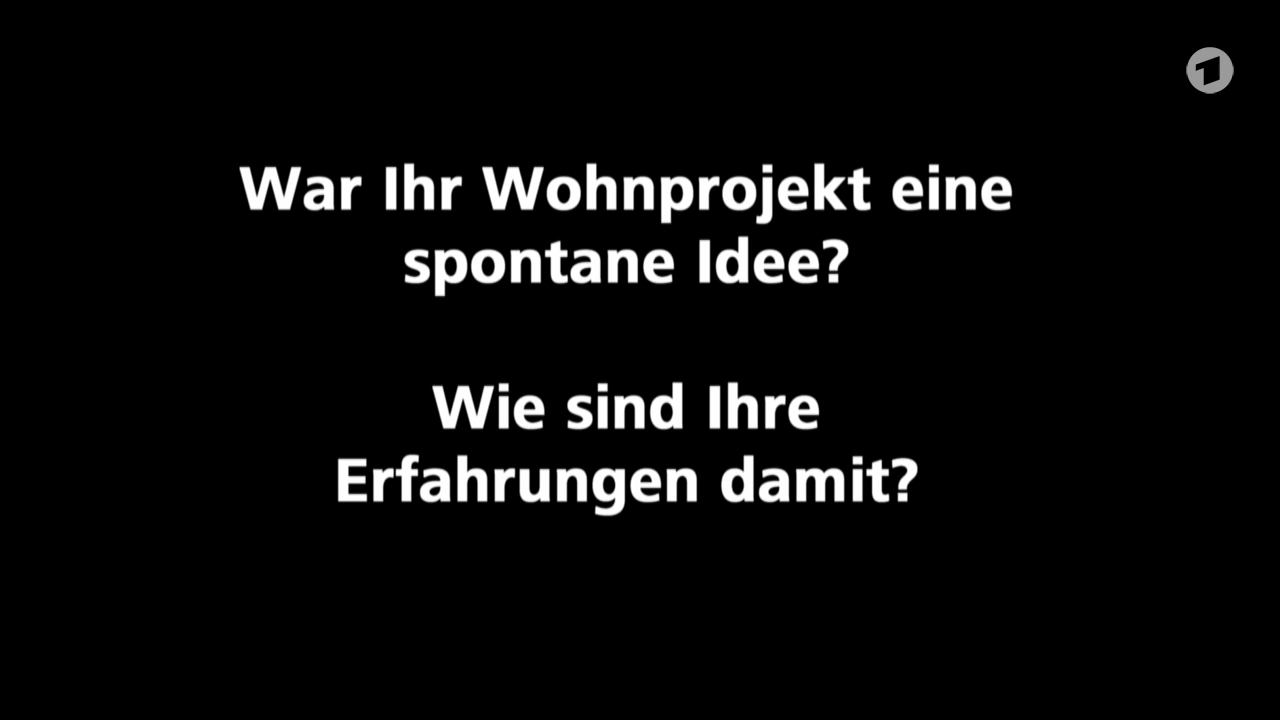 War Ihr Wohnprojekt eine
spontane Idee?
Wie sind Ihre
Erfahrungen damit?